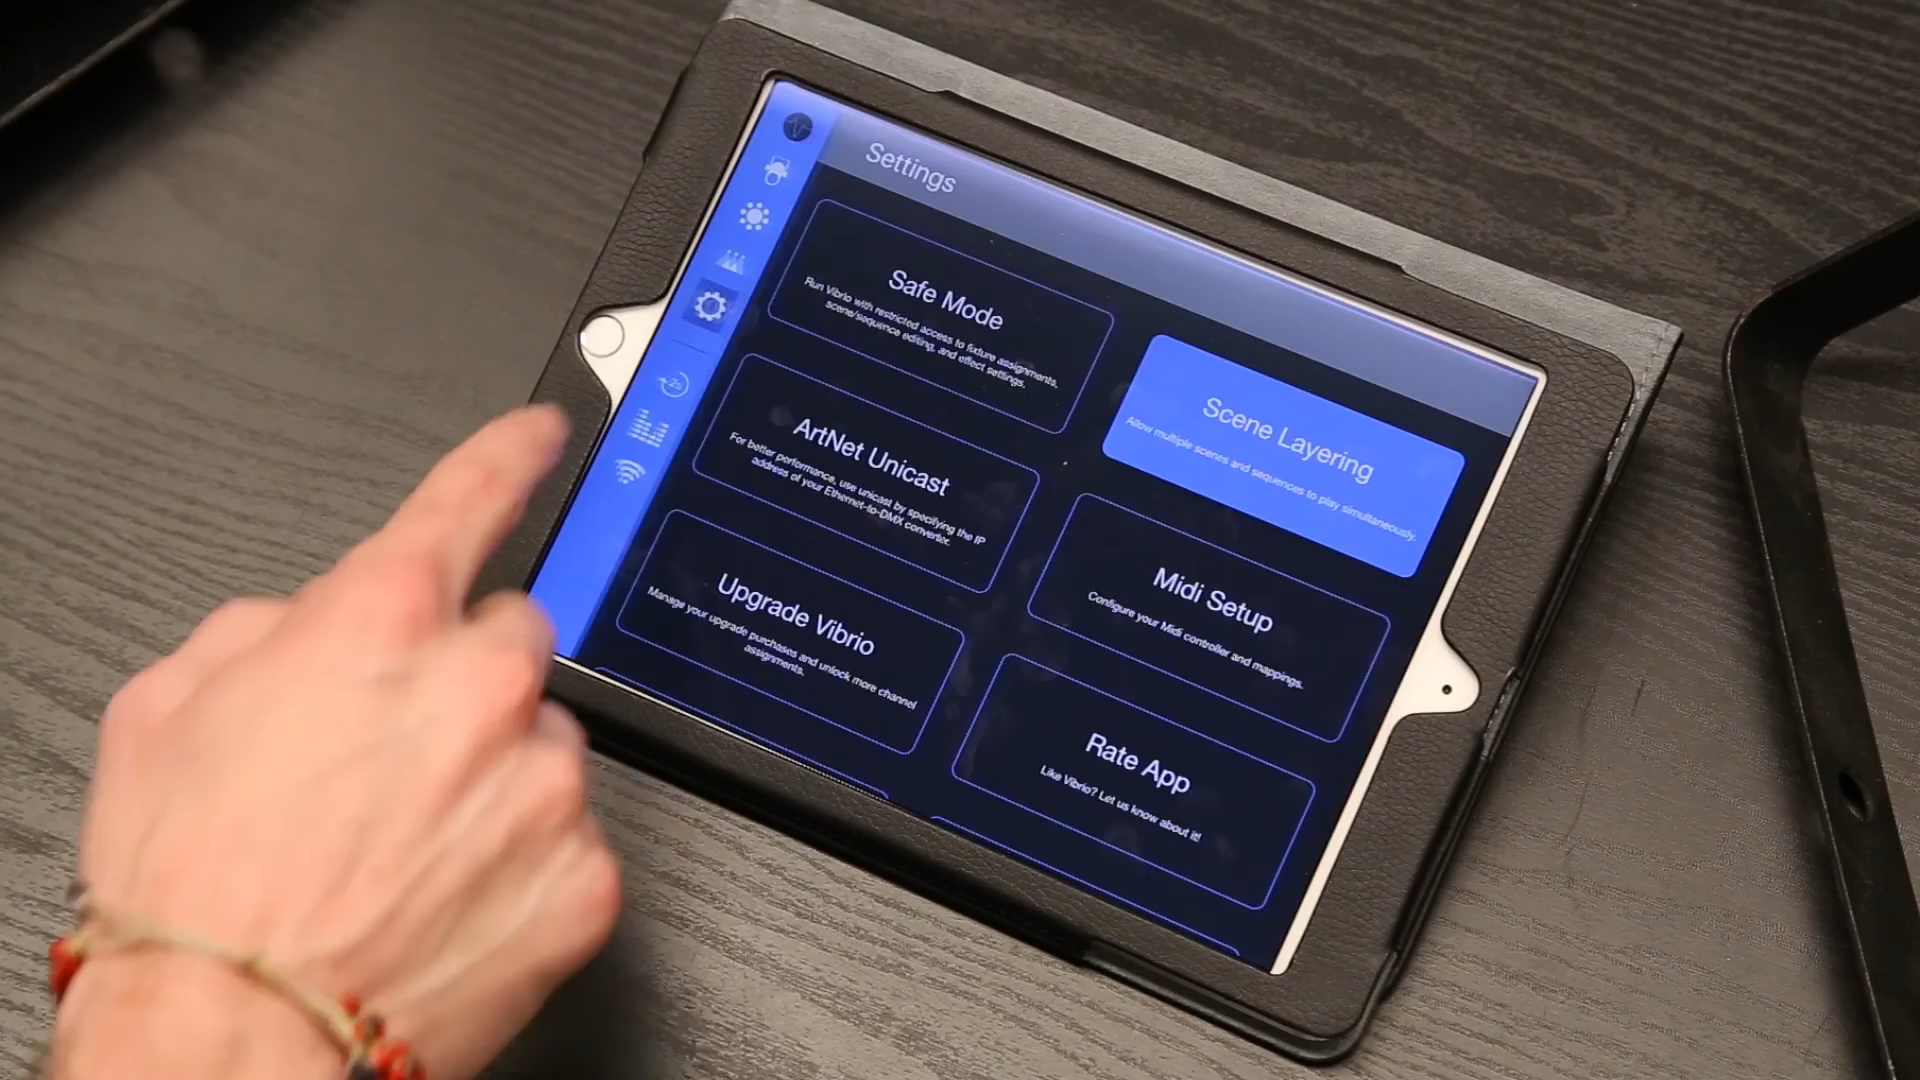 Settings
Safe Mode
Run Vibrio with restricted access to fixture assignments,
scene/sequence editing, and effect settings.
Scene Layering
Allow multiple scenes and sequences to play simultaneously.
ArtNet Unicast
For better performance, use unicast by specifying the IP
address of your Ethernet-to-DMX converter.
Midi Setup
Configure your Midi controller and mappings.
Upgrade Vibrio
Manage your upgrade purchases and unlock more channel
assignments.
Rate App
Like Vibrio? Let us know about it!
2s